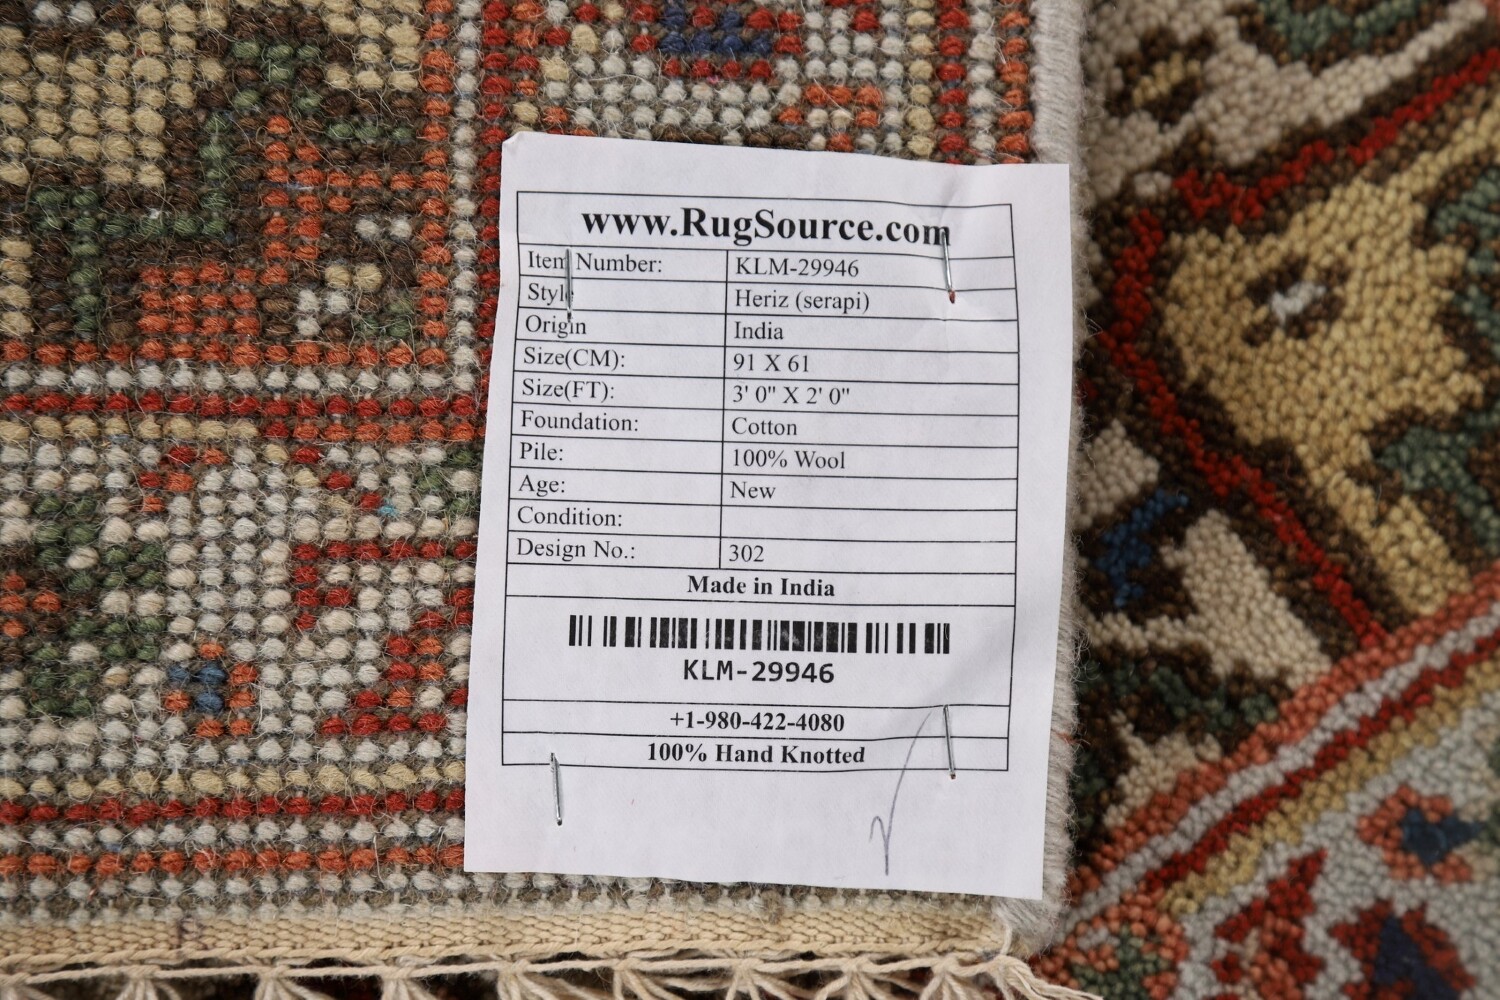 www.RugSource.com
Item Number: KLM-29946
Style Heriz (serapi)
Origin India
Size(CM): 91 X 61
Size(FT): 3' 0" X 2' 0"
Foundation: Cotton
Pile: 100% Wool
Age: New
Condition:
Design No.: 302
Made in India
KLM-29946
+1-980-422-4080
100% Hand Knotted